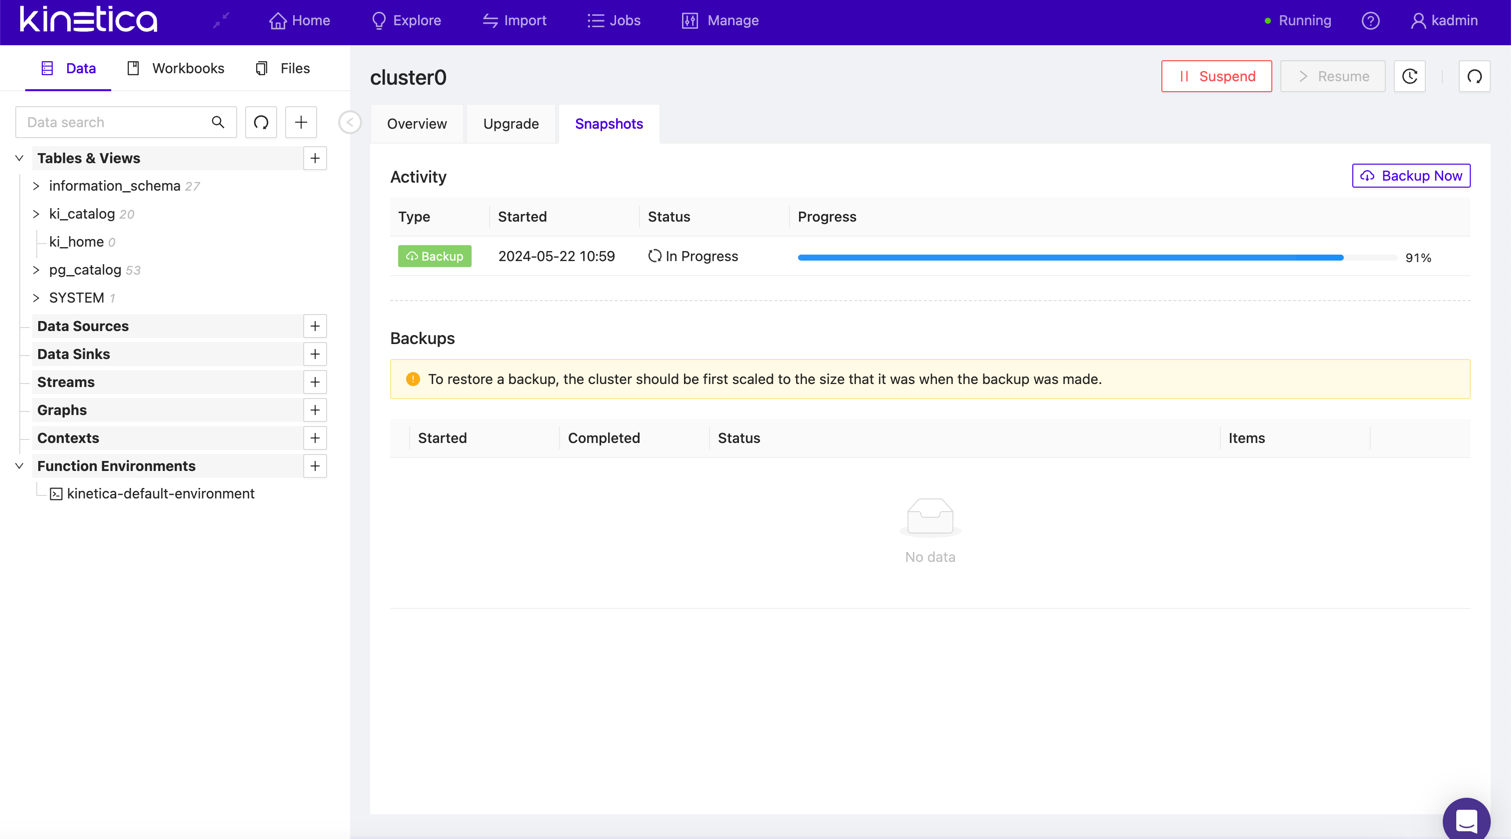 kinetica
Home
Explore
Import
Jobs
Manage
Running
kadmin
Data
Workbooks
Files
Data search
Tables & Views
information_schema 27
ki_catalog 20
ki_home 0
pg_catalog 53
SYSTEM 1
Data Sources
Data Sinks
Streams
Graphs
Contexts
Function Environments
kinetica-default-environment
cluster0
Suspend
Resume
Overview
Upgrade
Snapshots
Activity
Backup Now
Type Started Status Progress
Backup 2024-05-22 10:59 In Progress 91%
Backups
To restore a backup, the cluster should be first scaled to the size that it was when the backup was made.
Started Completed Status Items
No data